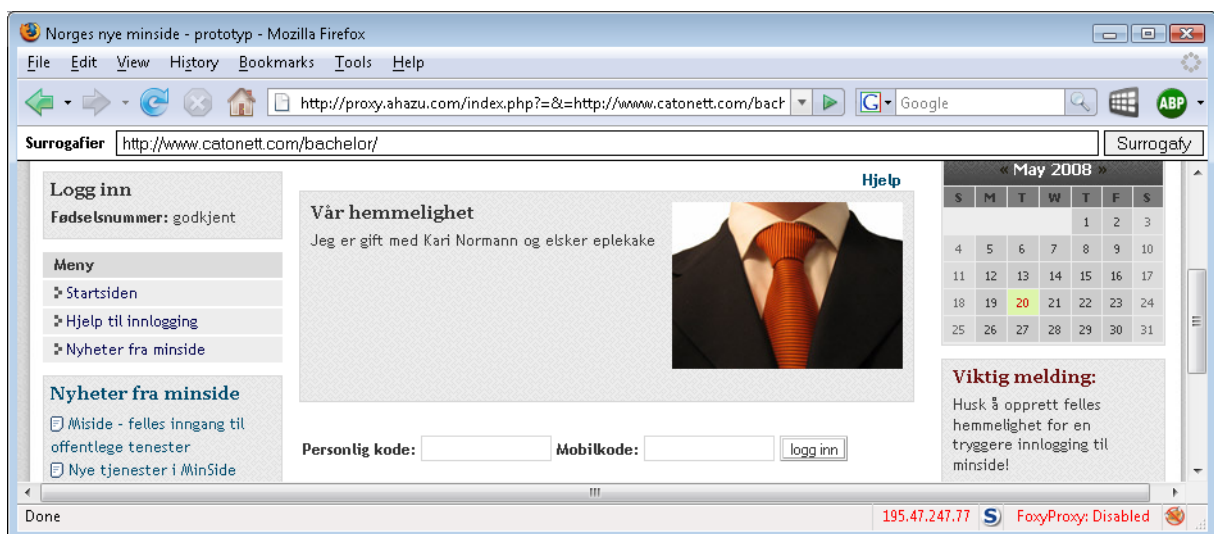 Norges nye minside - prototyp - Mozilla Firefox
File Edit View History Bookmarks Tools Help
http://proxy.ahazu.com/index.php?=&=http://www.catonett.com/bach
G Google
ABP
Surrogafier http://www.catonett.com/bachelor/ Surrogafy
Logg inn
Fødselsnummer: godkjent
Meny
Startsiden
Hjelp til innlogging
Nyheter fra minside
Nyheter fra minside
Miside - felles inngang til
offentlege tenester
Nye tjenester i MinSide
Hjelp
Vår hemmelighet
Jeg er gift med Kari Normann og elsker eplekake
Personlig kode: Mobilkode: logg inn
« May 2008 »
S M T W T F S
1 2 3
4 5 6 7 8 9 10
11 12 13 14 15 16 17
18 19 20 21 22 23 24
25 26 27 28 29 30 31
Viktig melding:
Husk å opprett felles
hemmelighet for en
tryggere innlogging til
minside!
Done 195.47.247.77 S FoxyProxy: Disabled